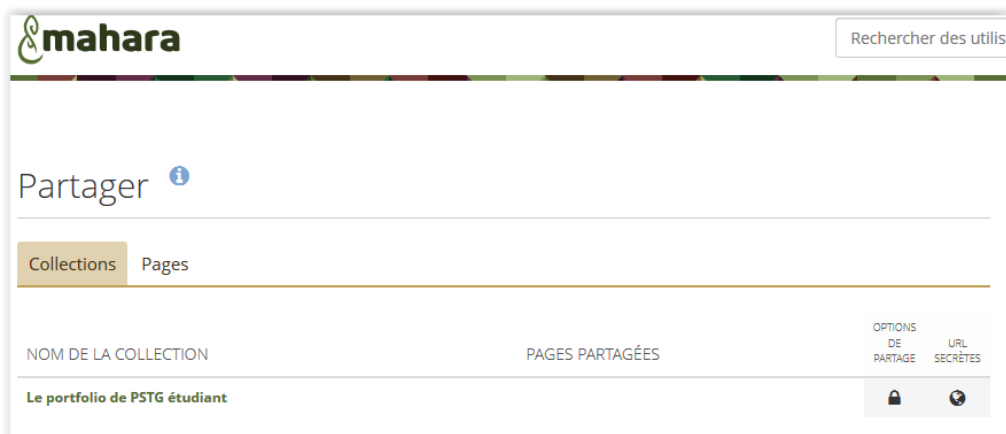 mahara
Rechercher des utilis
Partager
Collections Pages
NOM DE LA COLLECTION PAGES PARTAGÉES OPTIONS DE PARTAGE URL SECRÈTES
Le portfolio de PSTG étudiant